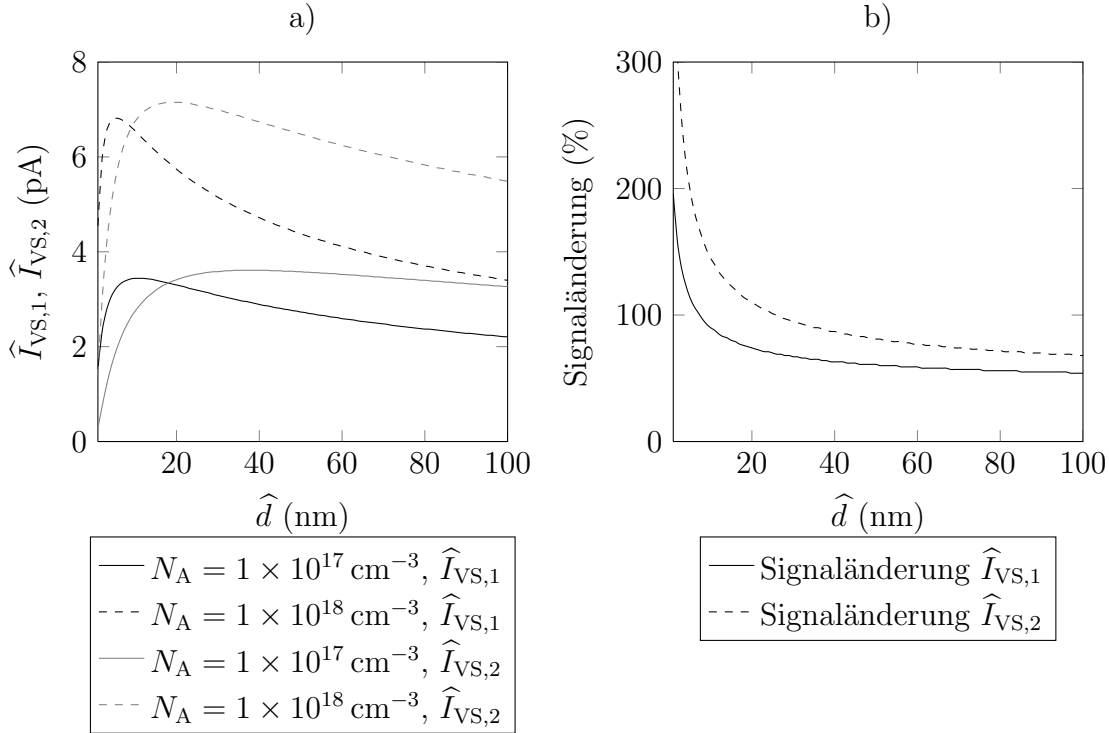 a)
8
6
4
2
0
20 40 60 80 100
Î_VS,1, Î_VS,2 (pA)
d̂ (nm)
N_A = 1 × 10^17 cm^−3, Î_VS,1
N_A = 1 × 10^18 cm^−3, Î_VS,1
N_A = 1 × 10^17 cm^−3, Î_VS,2
N_A = 1 × 10^18 cm^−3, Î_VS,2
b)
300
200
100
0
20 40 60 80 100
Signaländerung (%)
d̂ (nm)
Signaländerung Î_VS,1
Signaländerung Î_VS,2